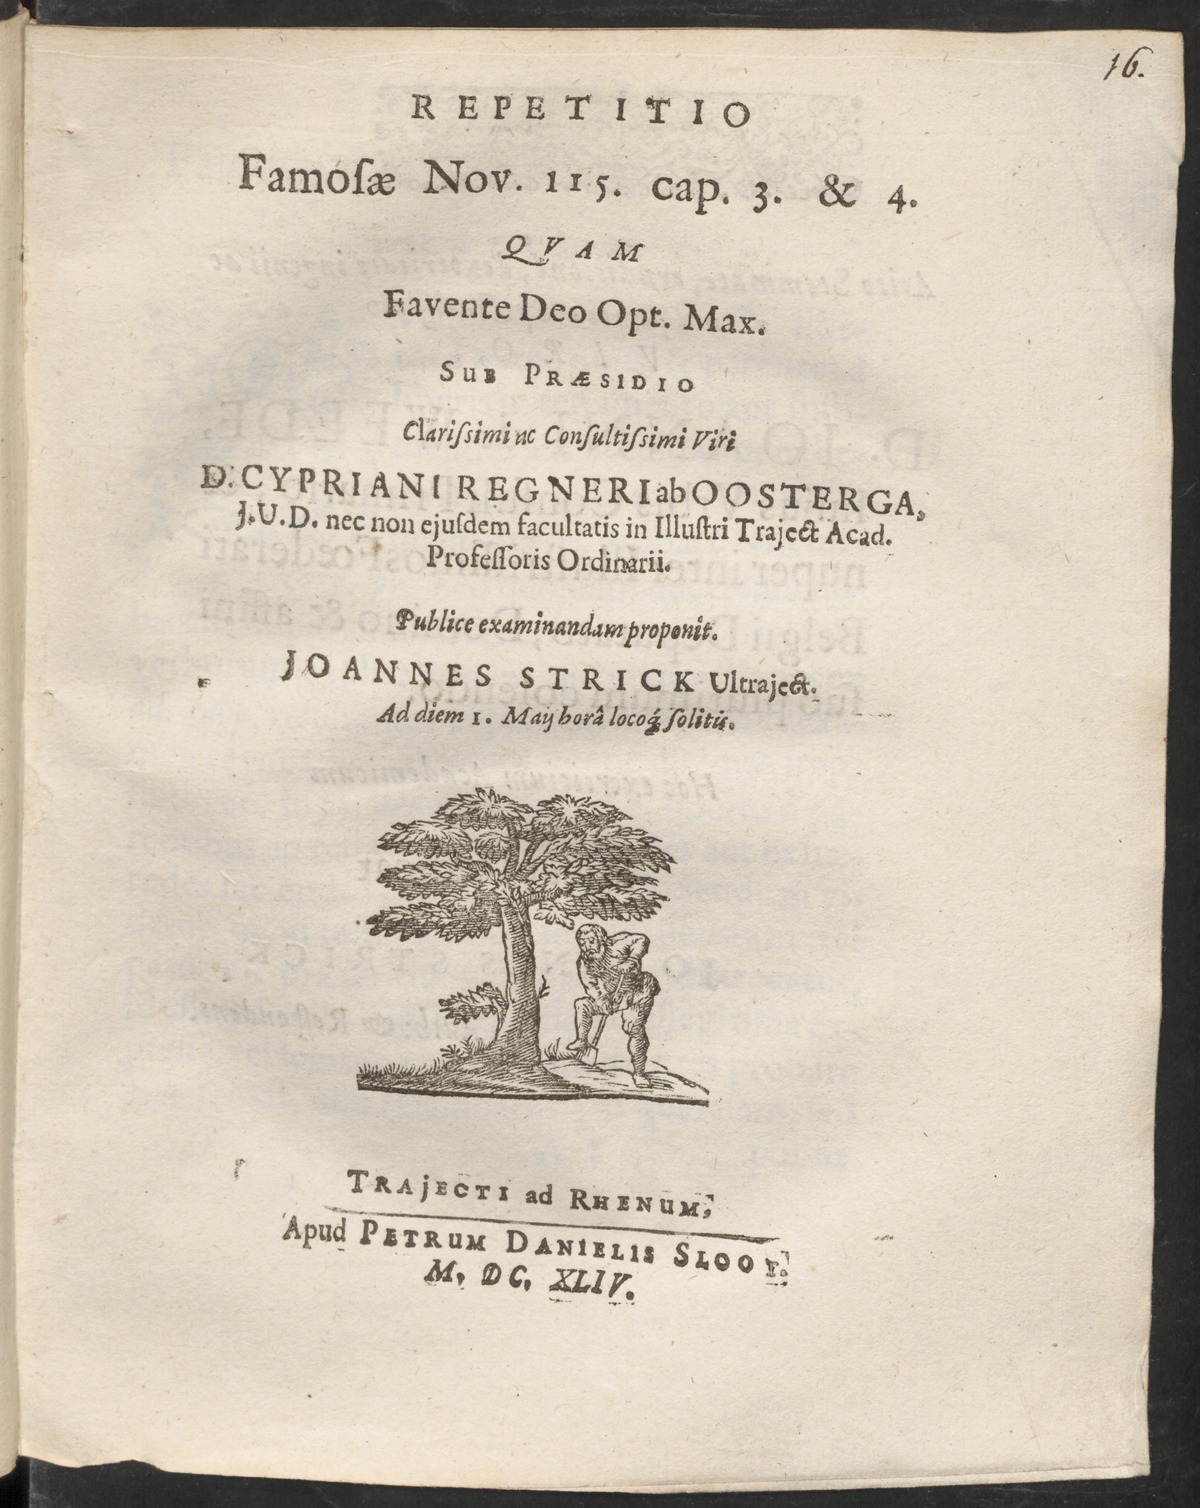 16.
REPETITIO
Famosæ Nov. 115. cap. 3. & 4.
QVAM
Favente Deo Opt. Max.
SUB PRÆSIDIO
Clarissimi ac Consultissimi Viri
D. CYPRIANI REGNERI ab OOSTERGA,
J.U.D. nec non ejusdem facultatis in Illustri Traject Acad.
Professoris Ordinarii.
Publice examinandam proponit.
JOANNES STRICK Ultraject.
Ad diem 1. Maij horâ locoq́; solitis.
TRAJECTI ad RHENUM,
Apud PETRUM DANIELIS SLOOT.
M. DC. XLIV.